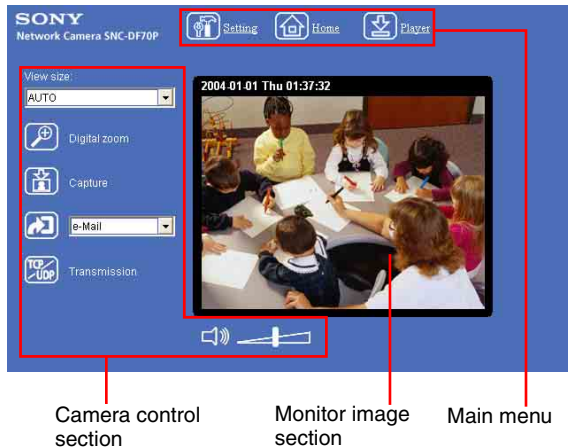 SONY
Network Camera SNC-DF70P
Setting
Home
Player
View size:
AUTO
Digital zoom
Capture
e-Mail
TCP/UDP
Transmission
2004-01-01 Thu 01:37:32
Camera control
section
Monitor image
section
Main menu